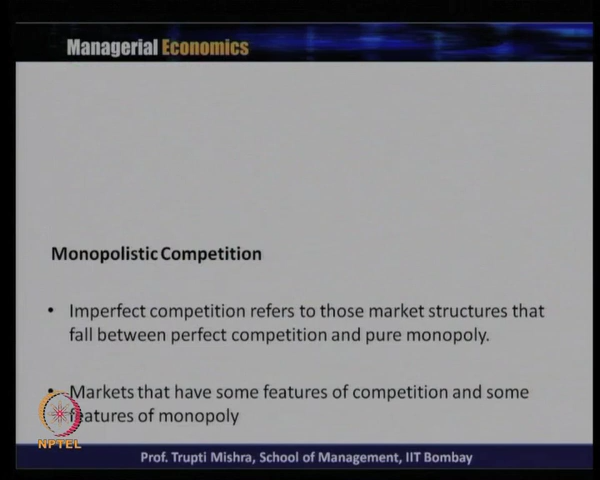 Managerial Economics
Monopolistic Competition
• Imperfect competition refers to those market structures that
fall between perfect competition and pure monopoly.
• Markets that have some features of competition and some
features of monopoly
NPTEL
Prof. Trupti Mishra, School of Management, IIT Bombay